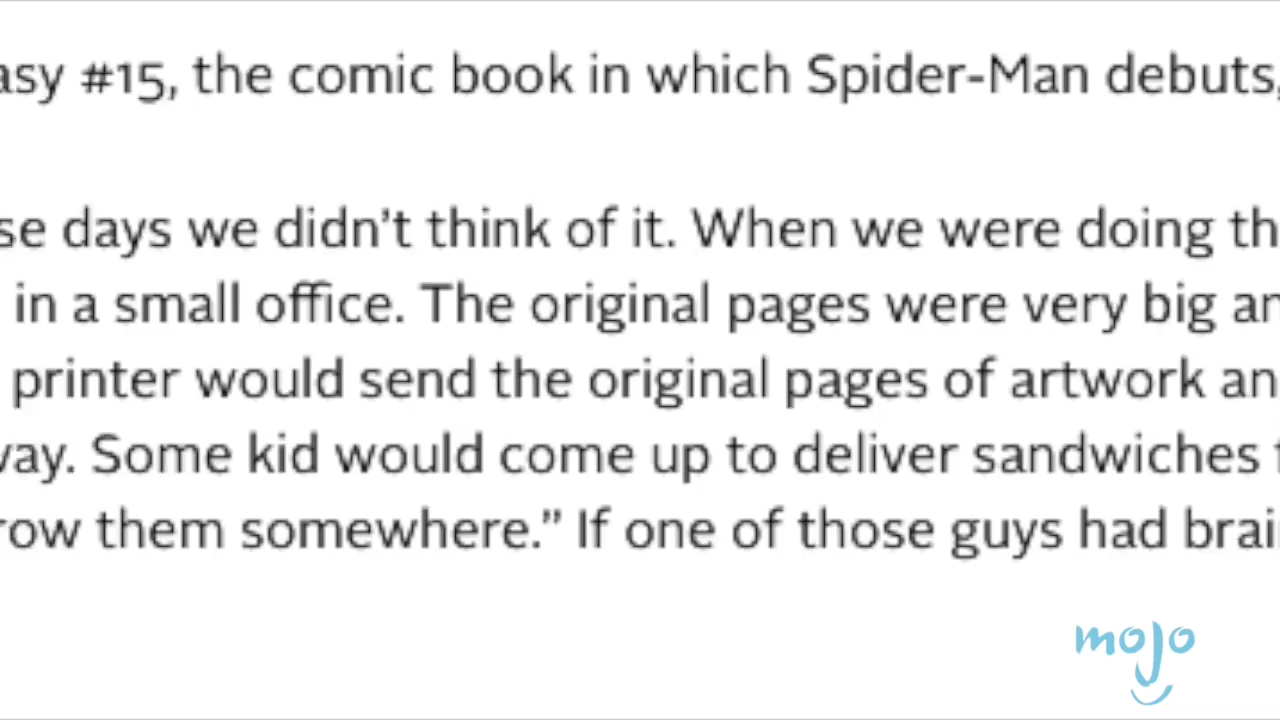 asy #15, the comic book in which Spider-Man debuts,
se days we didn't think of it. When we were doing th
in a small office. The original pages were very big an
printer would send the original pages of artwork an
vay. Some kid would come up to deliver sandwiches f
row them somewhere.” If one of those guys had brai
mojo